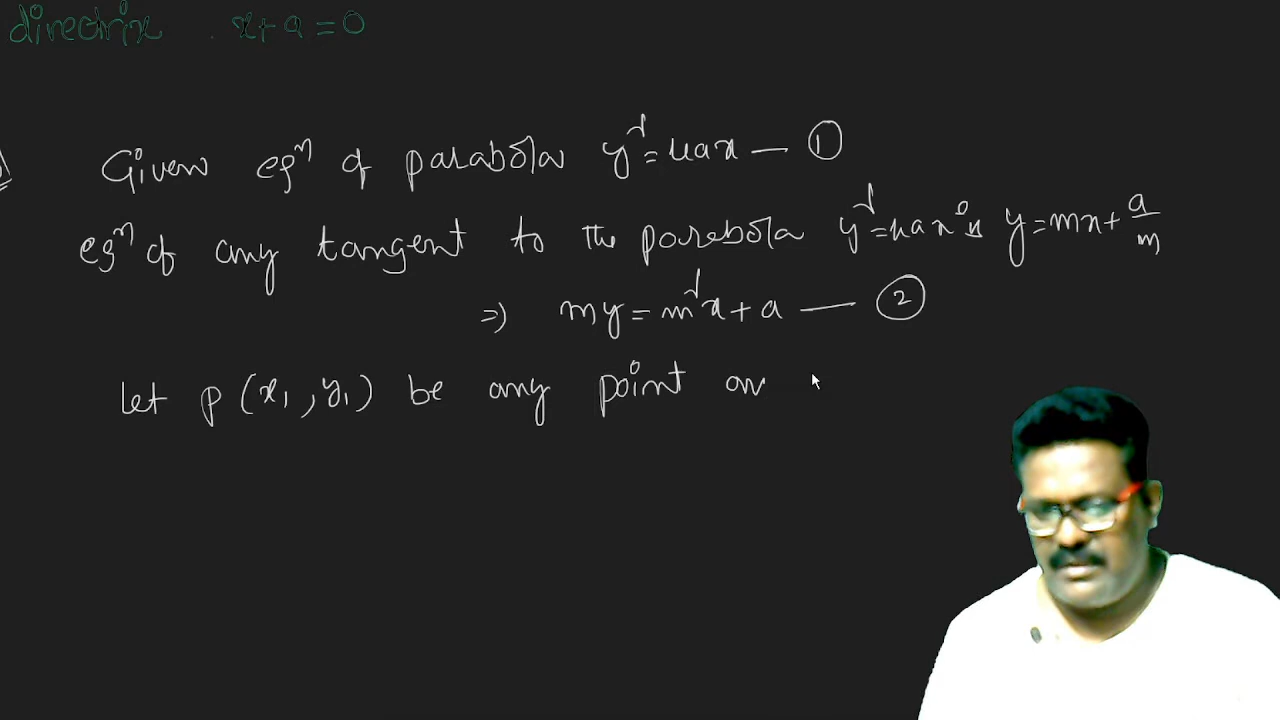 directrix x+a=0
Given eqⁿ of parabola y²=4ax — ①
eqⁿ of any tangent to the parabola y²=4ax is y=mx+a/m
⇒ my=m²x+a — ②
Let P(x₁,y₁) be any point on